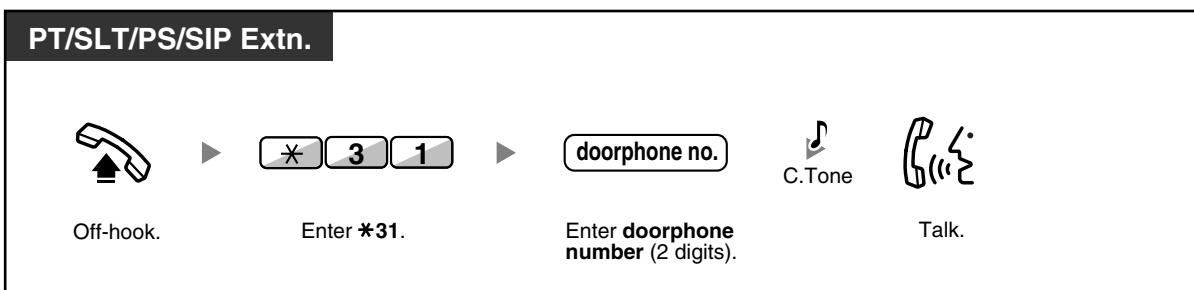 PT/SLT/PS/SIP Extn.
* 3 1
doorphone no.
C.Tone
Off-hook.
Enter *31.
Enter doorphone
number (2 digits).
Talk.